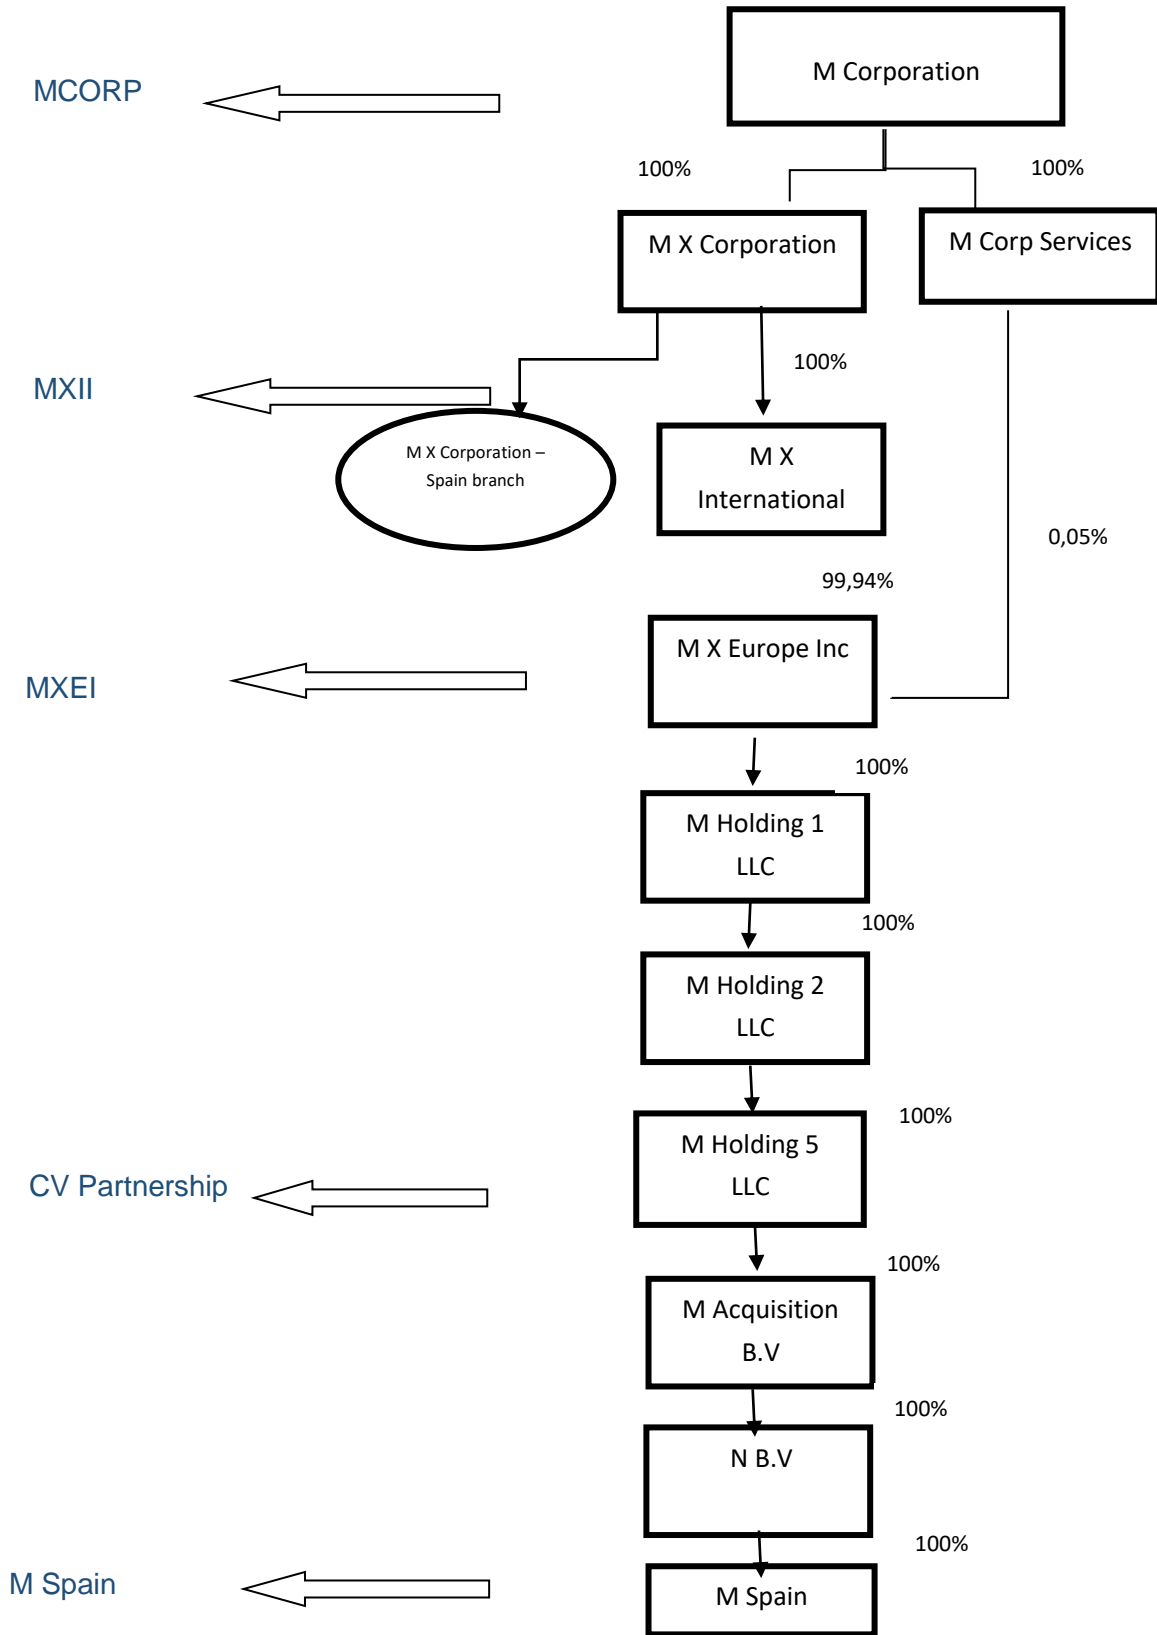 M Corporation
MCORP
100%
100%
M X Corporation
M Corp Services
100%
MXII
M X Corporation –
Spain branch
M X
International
0,05%
99,94%
M X Europe Inc
MXEI
100%
M Holding 1
LLC
100%
M Holding 2
LLC
100%
M Holding 5
LLC
CV Partnership
100%
M Acquisition
B.V
100%
N B.V
100%
M Spain
M Spain